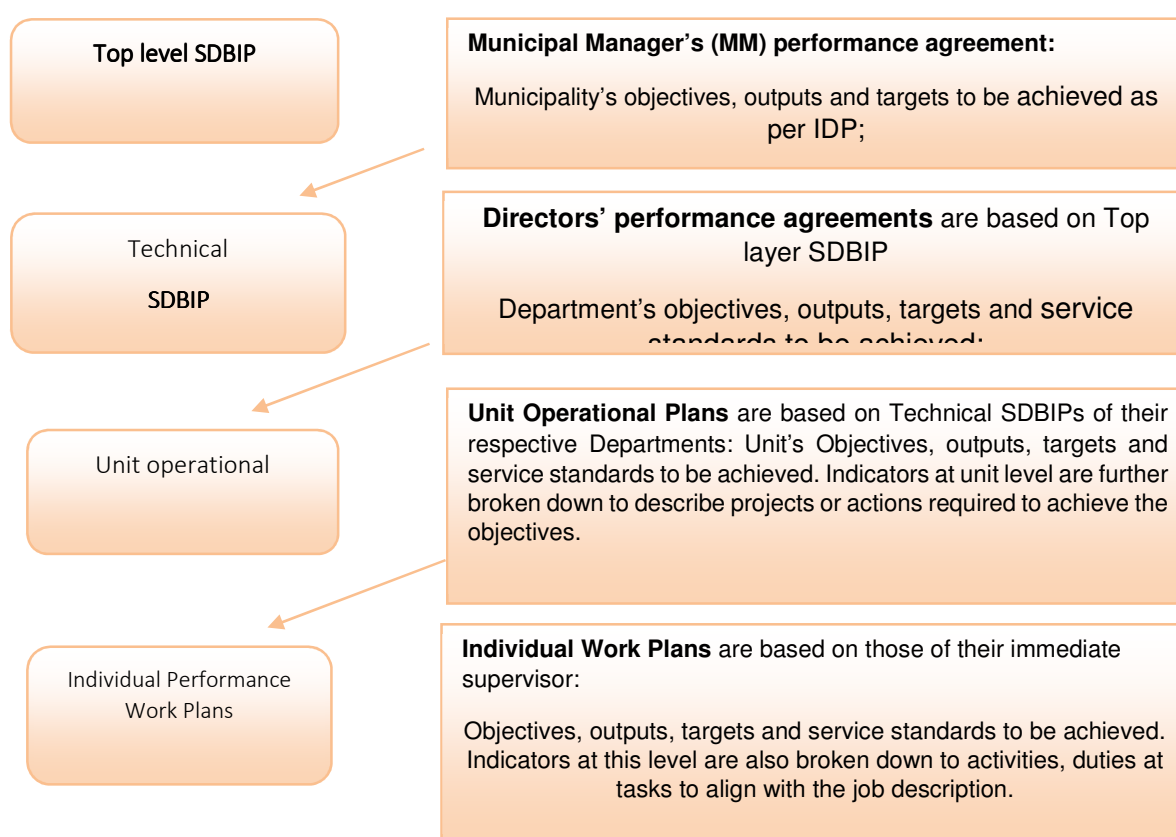 Top level SDBIP
Municipal Manager’s (MM) performance agreement:
Municipality’s objectives, outputs and targets to be achieved as
per IDP;
Technical
SDBIP
Directors’ performance agreements are based on Top
layer SDBIP
Department’s objectives, outputs, targets and service
standards to be achieved;
Unit operational
Unit Operational Plans are based on Technical SDBIPs of their
respective Departments: Unit’s Objectives, outputs, targets and
service standards to be achieved. Indicators at unit level are further
broken down to describe projects or actions required to achieve the
objectives.
Individual Performance
Work Plans
Individual Work Plans are based on those of their immediate
supervisor:
Objectives, outputs, targets and service standards to be achieved.
Indicators at this level are also broken down to activities, duties at
tasks to align with the job description.